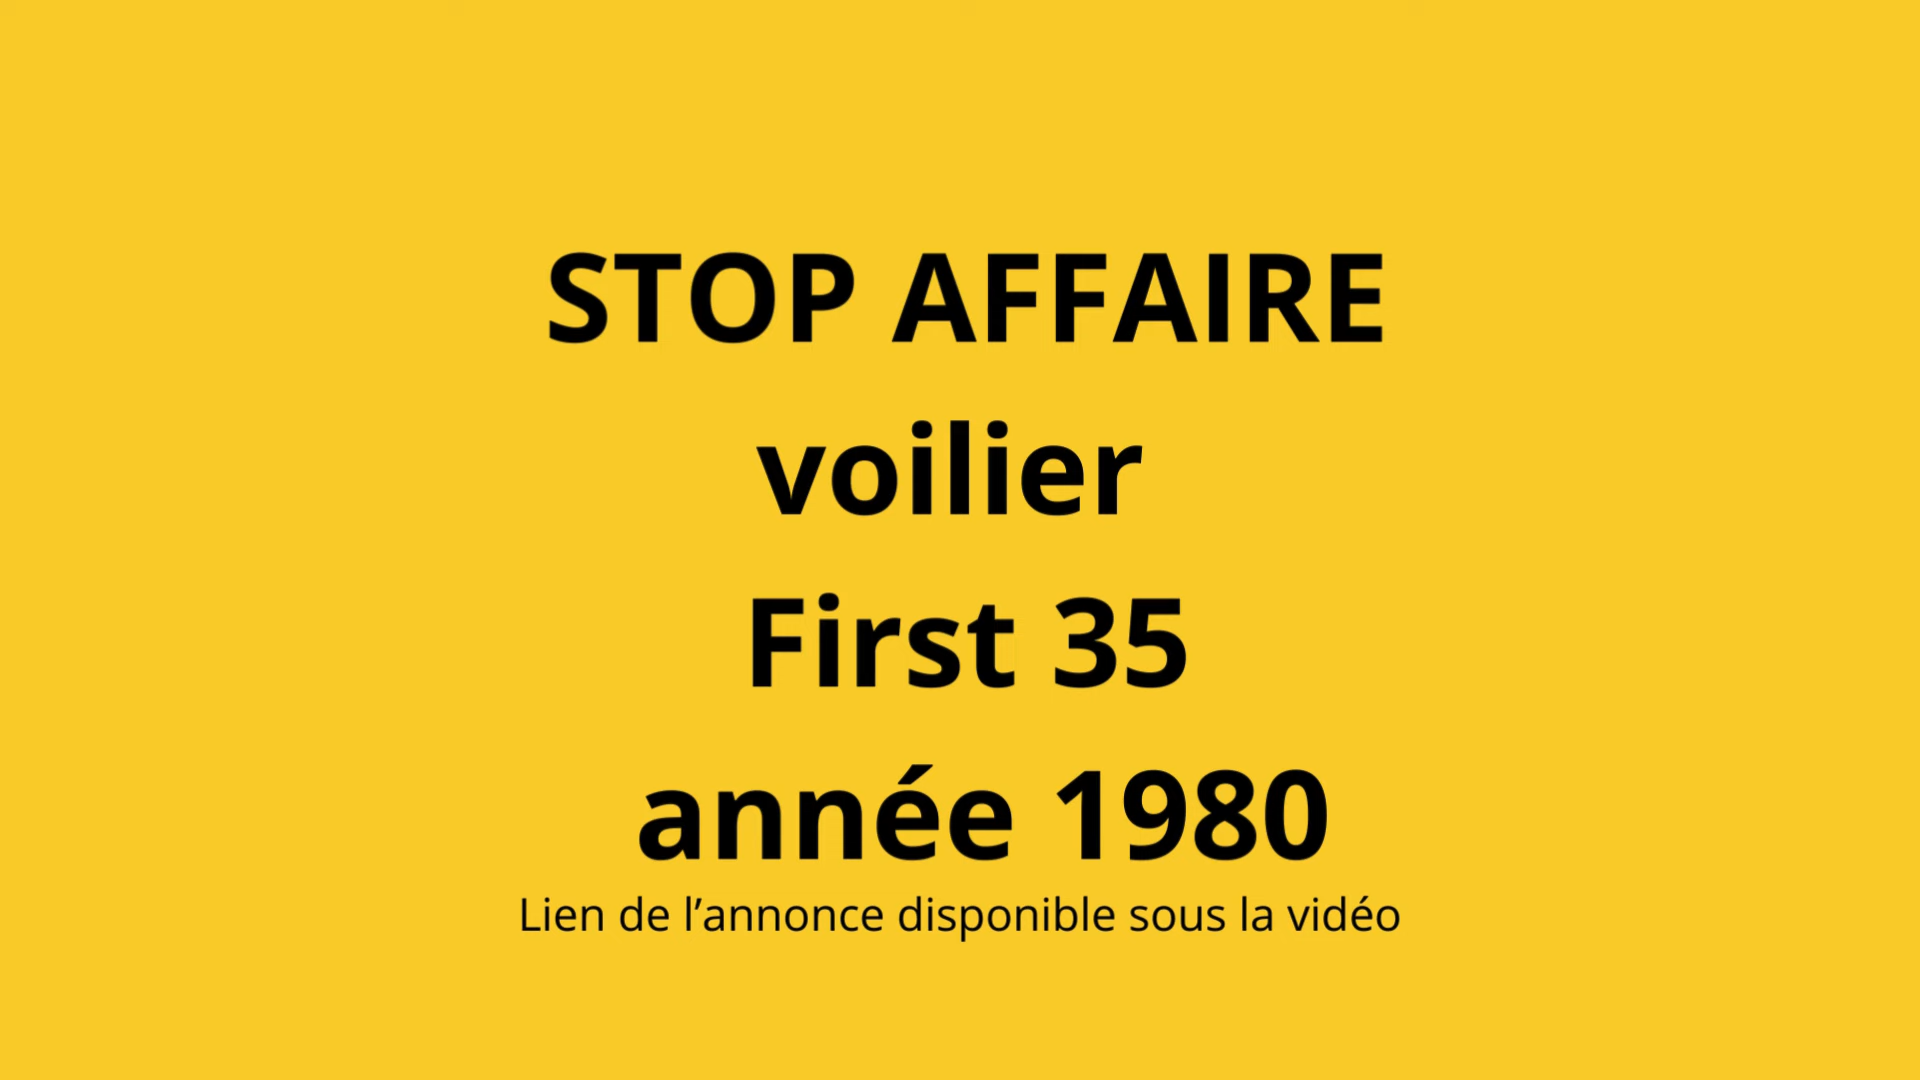 STOP AFFAIRE
voilier
First 35
année 1980
Lien de l’annonce disponible sous la vidéo